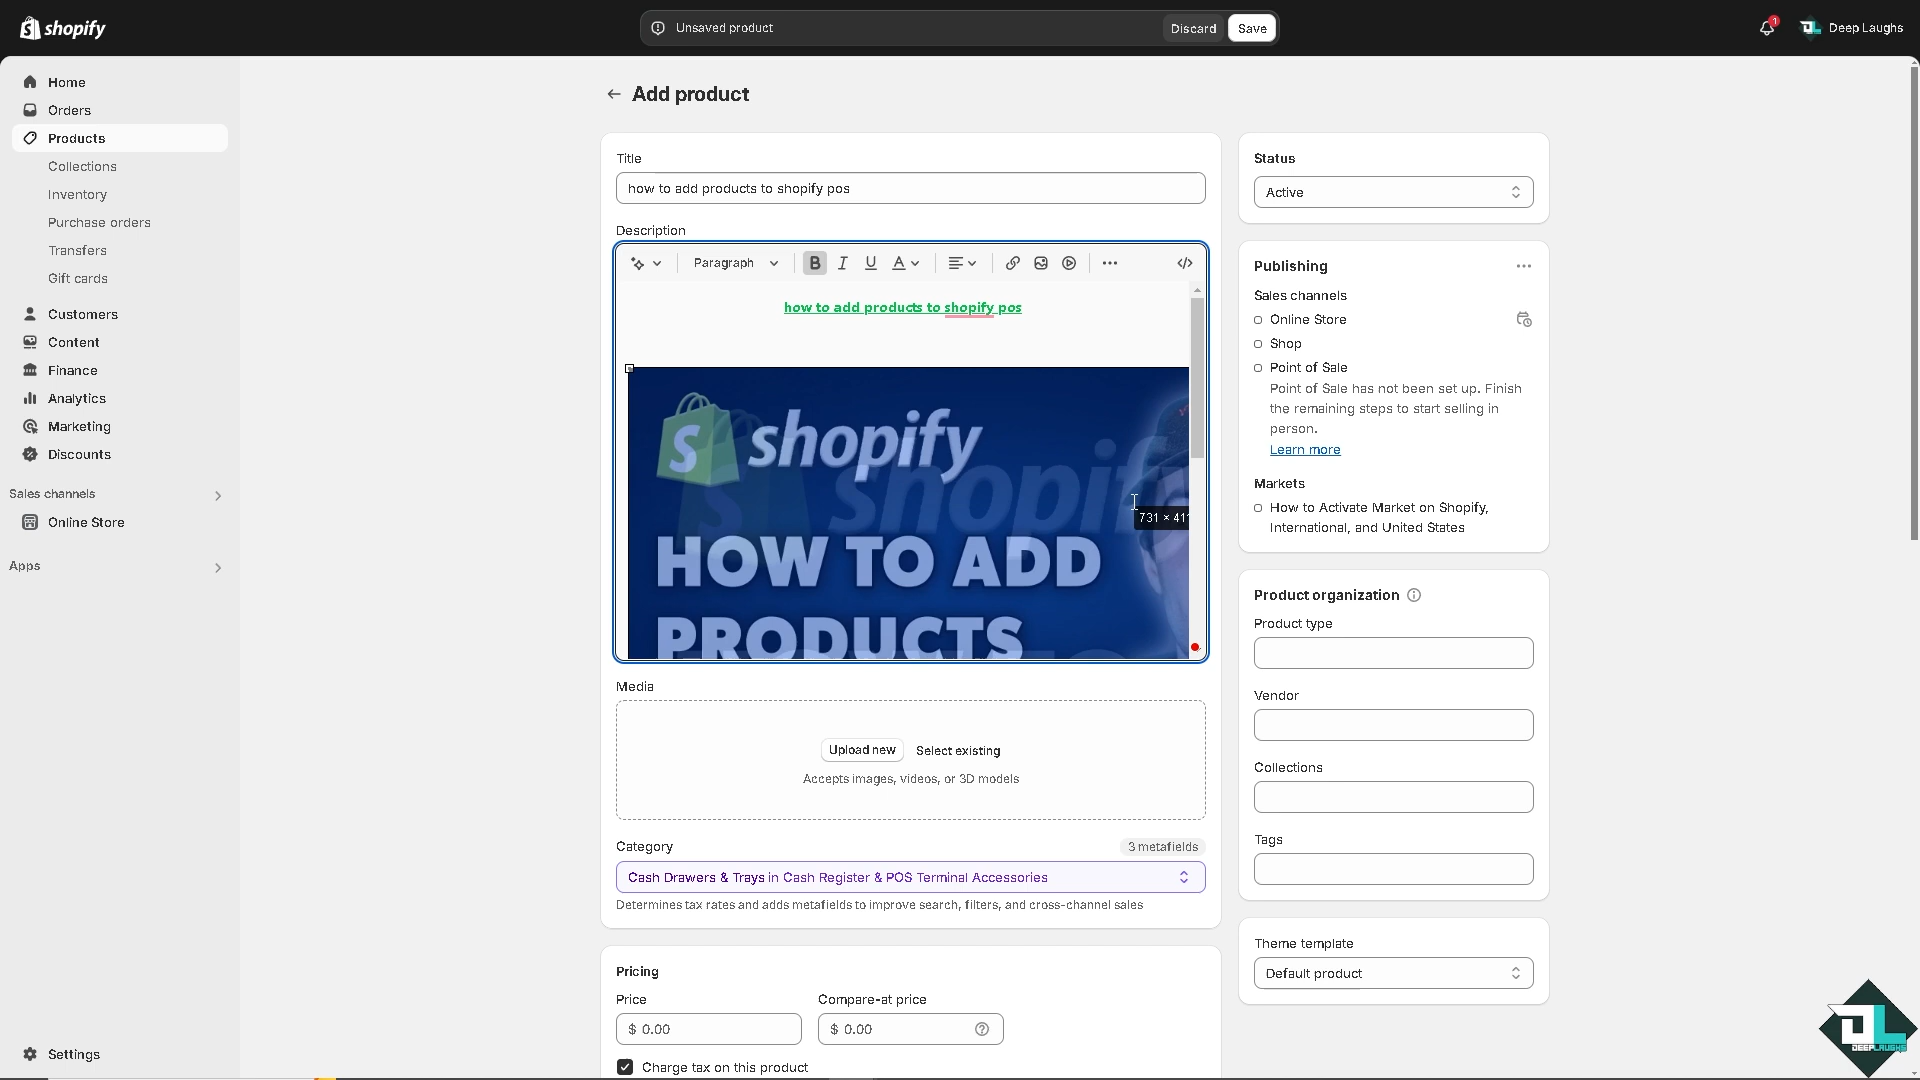 shopify
Unsaved product
Discard
Save
1
Deep Laughs
Home
Orders
Products
Collections
Inventory
Purchase orders
Transfers
Gift cards
Customers
Content
Finance
Analytics
Marketing
Discounts
Sales channels
Online Store
Apps
Settings
Add product
Title
how to add products to shopify pos
Description
Paragraph
B I U A
how to add products to shopify pos
shopify
shopify
731 × 411
HOW TO ADD
PRODUCTS
Media
Upload new
Select existing
Accepts images, videos, or 3D models
Category
3 metafields
Cash Drawers & Trays in Cash Register & POS Terminal Accessories
Determines tax rates and adds metafields to improve search, filters, and cross-channel sales
Pricing
Price
Compare-at price
$ 0.00
$ 0.00
Charge tax on this product
Status
Active
Publishing
Sales channels
Online Store
Shop
Point of Sale
Point of Sale has not been set up. Finish
the remaining steps to start selling in
person.
Learn more
Markets
How to Activate Market on Shopify,
International, and United States
Product organization
Product type
Vendor
Collections
Tags
Theme template
Default product
DEEPLAUGHS